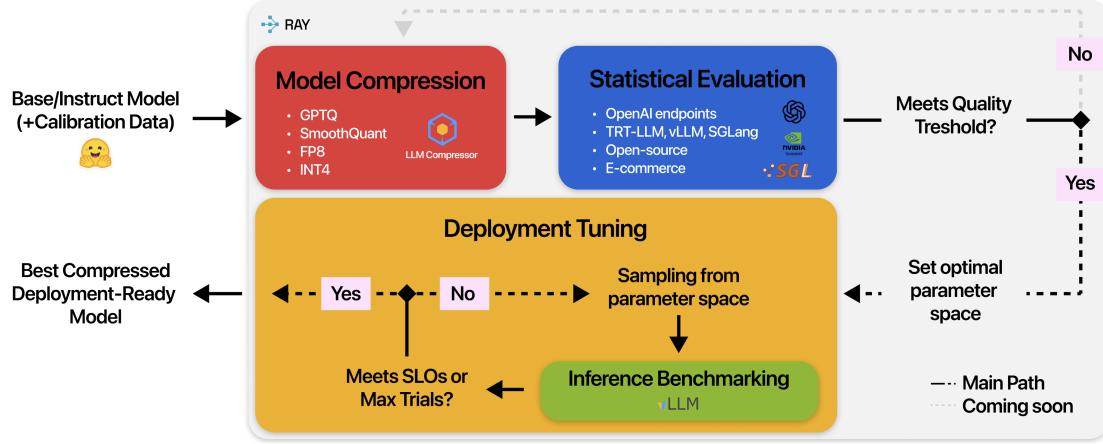 RAY
No
Model Compression
• GPTQ
• SmoothQuant
• FP8
• INT4
LLM Compressor
Statistical Evaluation
• OpenAI endpoints
• TRT-LLM, vLLM, SGLang
• Open-source
• E-commerce
NVIDIA
SGL
Base/Instruct Model
(+Calibration Data)
Meets Quality
Treshold?
Yes
Deployment Tuning
Best Compressed
Deployment-Ready
Model
Yes
No
Sampling from
parameter space
Set optimal
parameter
space
Meets SLOs or
Max Trials?
Inference Benchmarking
vLLM
Main Path
Coming soon